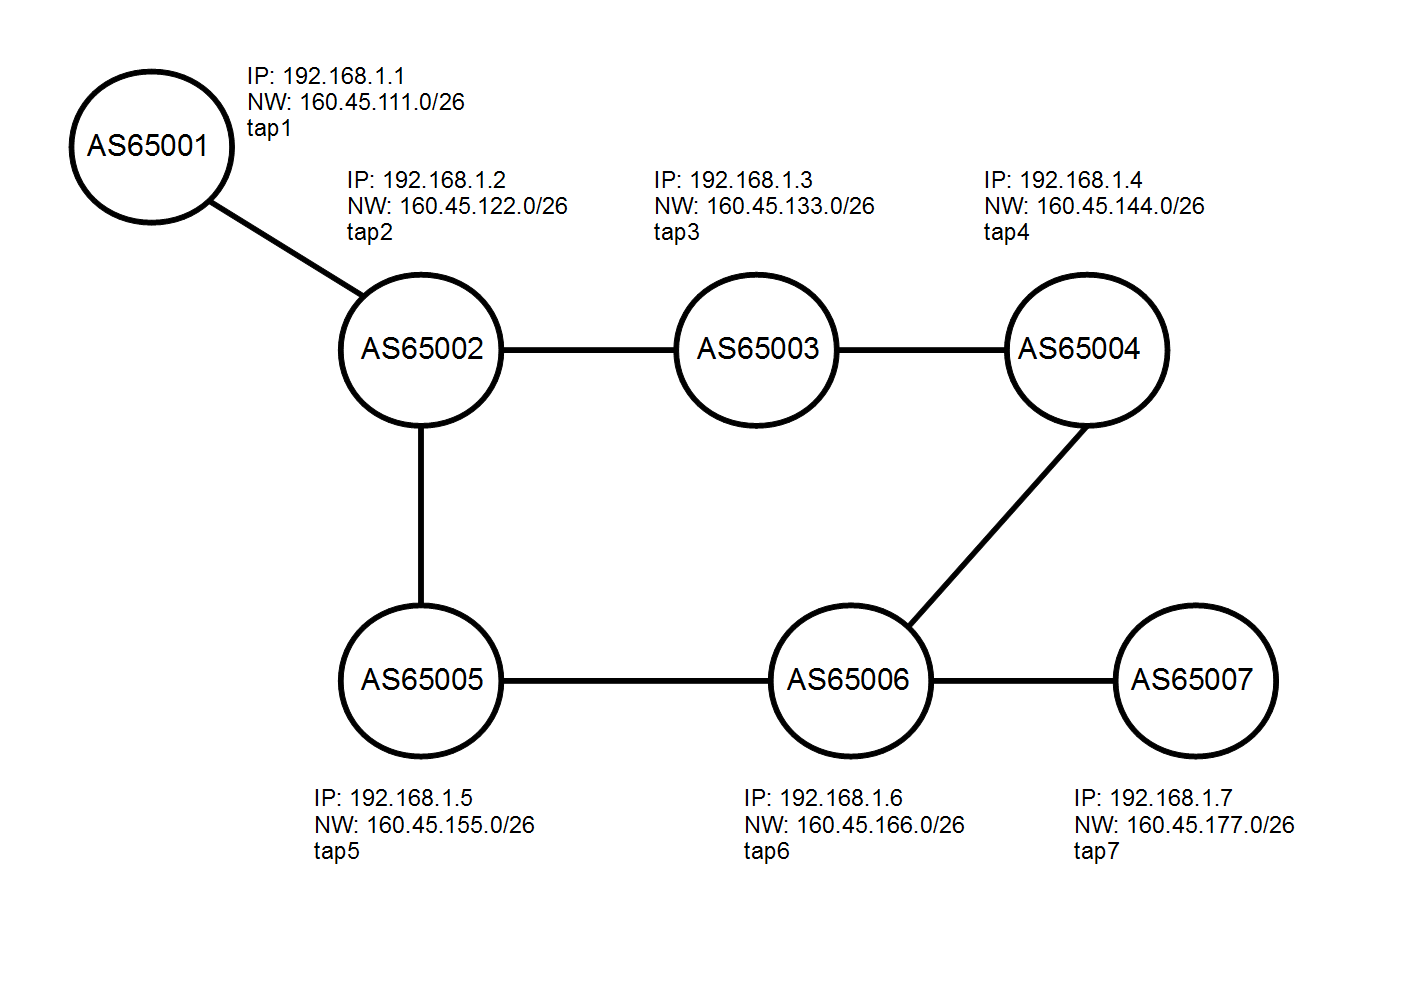 IP: 192.168.1.1
NW: 160.45.111.0/26
tap1
AS65001
IP: 192.168.1.2
NW: 160.45.122.0/26
tap2
IP: 192.168.1.3
NW: 160.45.133.0/26
tap3
IP: 192.168.1.4
NW: 160.45.144.0/26
tap4
AS65002
AS65003
AS65004
AS65005
AS65006
AS65007
IP: 192.168.1.5
NW: 160.45.155.0/26
tap5
IP: 192.168.1.6
NW: 160.45.166.0/26
tap6
IP: 192.168.1.7
NW: 160.45.177.0/26
tap7